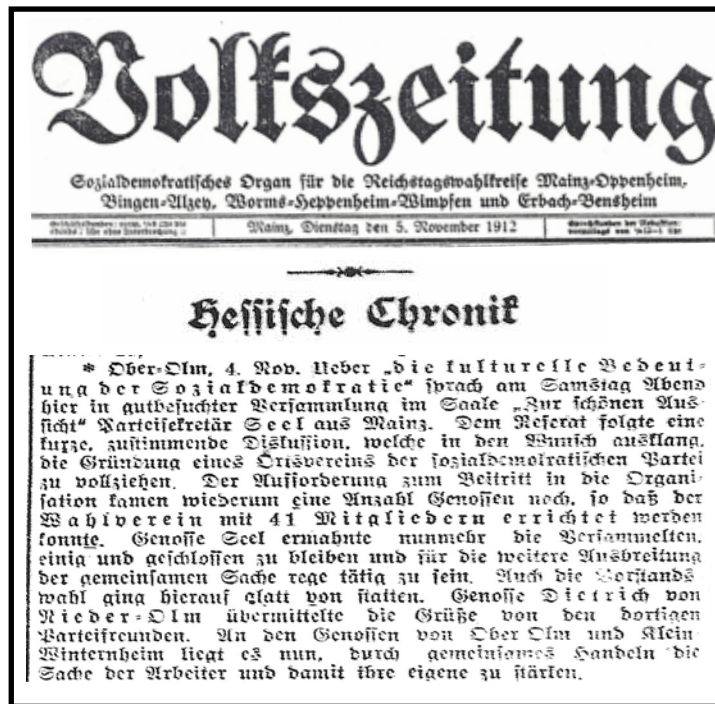 Volkszeitung
Sozialdemokratisches Organ für die Reichstagswahlkreise Mainz-Oppenheim,
Bingen-Alzey, Worms-Heppenheim-Wimpfen und Erbach-Bensheim
Mainz, Dienstag den 5. November 1912
Hessische Chronik
* Ober-Olm, 4. Nov. Ueber „die kulturelle Bedeut-
ung der Sozialdemokratie“ sprach am Samstag Abend
hier in gutbesuchter Versammlung im Saale „Zur schönen Aus-
sicht“ Parteisekretär Seel aus Mainz. Dem Referat folgte eine
kurze, zustimmende Diskussion, welche in den Wunsch ausklang,
die Gründung eines Ortsvereins der sozialdemokratischen Partei
zu vollziehen. Der Aufforderung zum Beitritt in die Organi-
sation kamen wiederum eine Anzahl Genossen noch, so daß der
Wahlverein mit 41 Mitgliedern errichtet werden
konnte. Genosse Seel ermahnte nunmehr die Versammelten,
einig und geschlossen zu bleiben und für die weitere Ausbreitung
der gemeinsamen Sache rege tätig zu sein. Auch die Vorstands
wahl ging hierauf glatt von statten. Genosse Dietrich von
Nieder-Olm übermittelte die Grüße von den dortigen
Parteifreunden. An den Genossen von Ober Olm und Klein
Winternheim liegt es nun, durch gemeinsames Handeln die
Sache der Arbeiter und damit ihre eigene zu stärken.